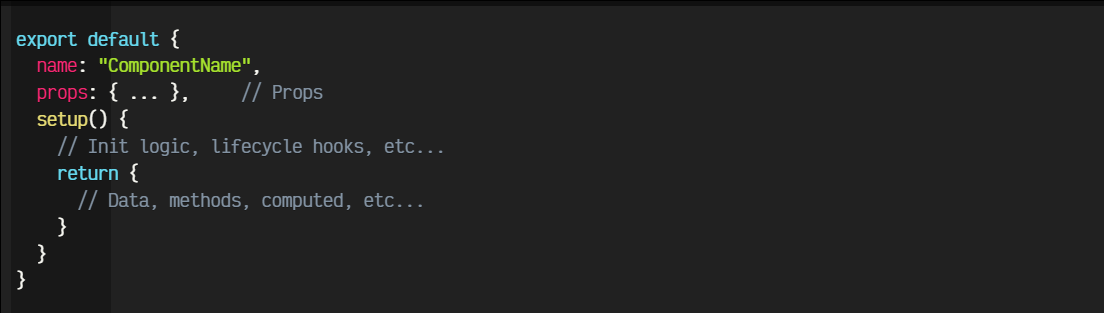 export default {
  name: "ComponentName",
  props: { ... },     // Props
  setup() {
    // Init logic, lifecycle hooks, etc...
    return {
      // Data, methods, computed, etc...
    }
  }
}